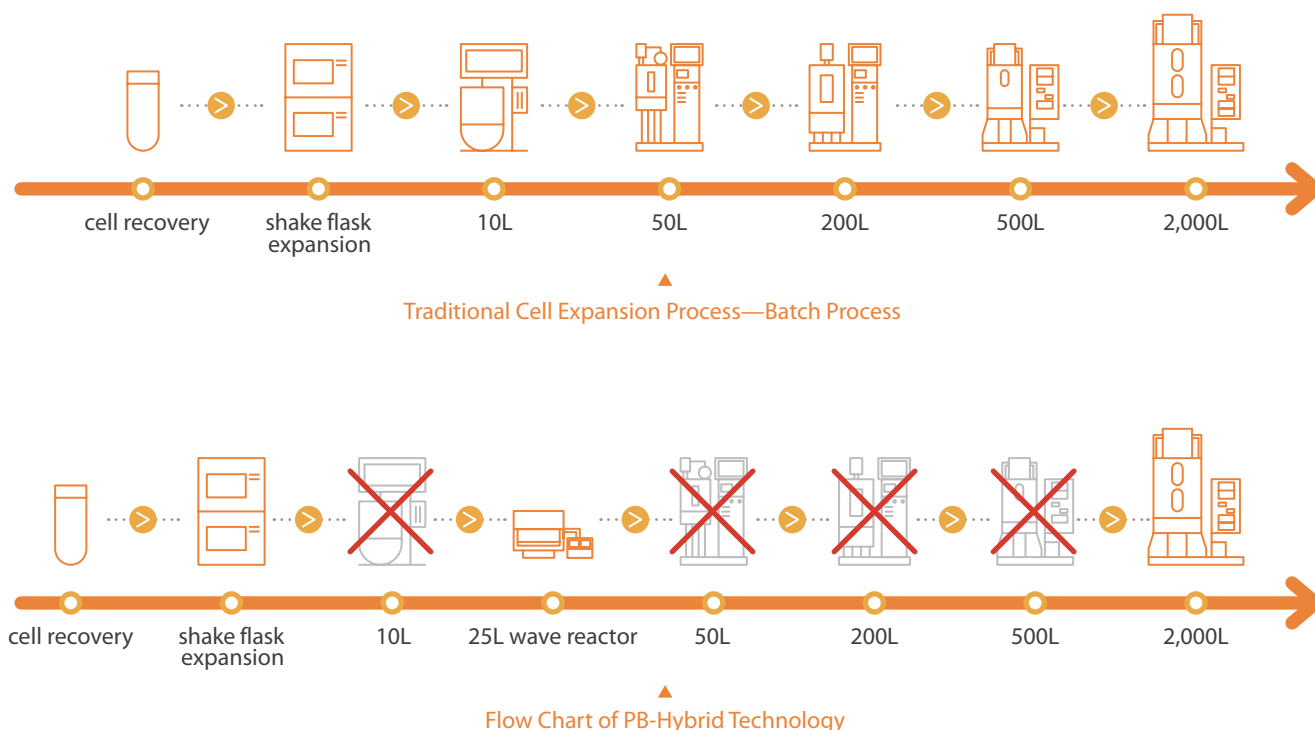 cell recovery
shake flask
expansion
10L
50L
200L
500L
2,000L
Traditional Cell Expansion Process—Batch Process
cell recovery
shake flask
expansion
10L
25L wave reactor
50L
200L
500L
2,000L
Flow Chart of PB-Hybrid Technology